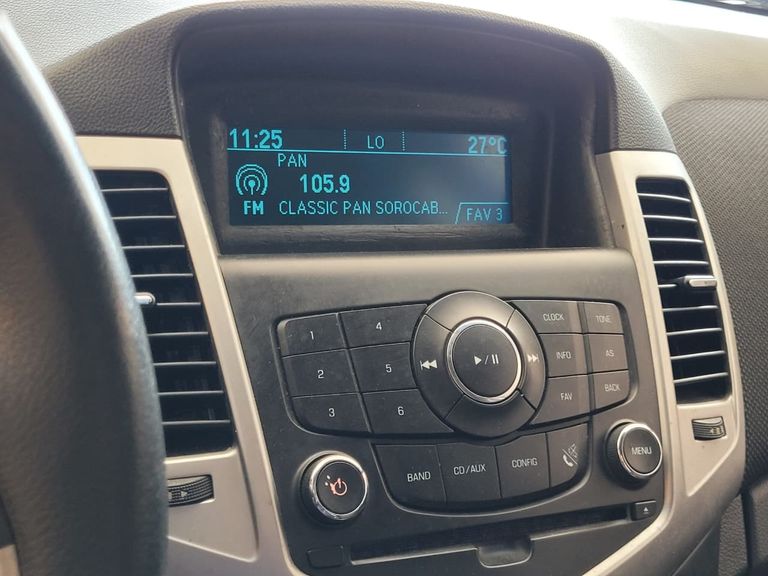 11:25 LO 27°C
PAN
105.9
FM CLASSIC PAN SOROCAB... FAV 3
1 4 CLOCK TONE
2 5 INFO AS
3 6 FAV BACK
BAND CD/AUX CONFIG MENU